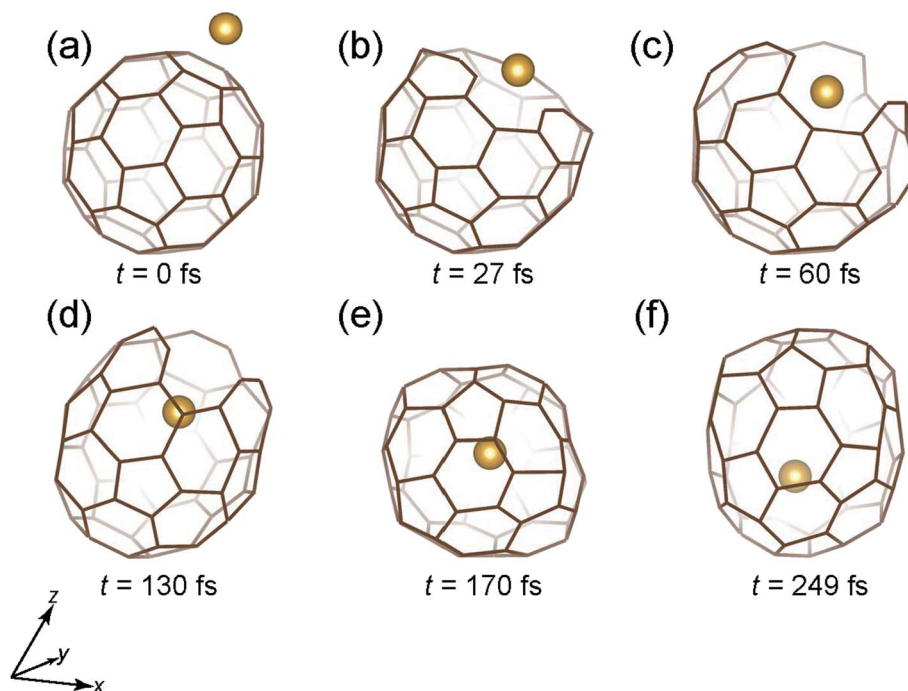 (a)
(b)
(c)
t = 0 fs
t = 27 fs
t = 60 fs
(d)
(e)
(f)
t = 130 fs
t = 170 fs
t = 249 fs
z
y
x